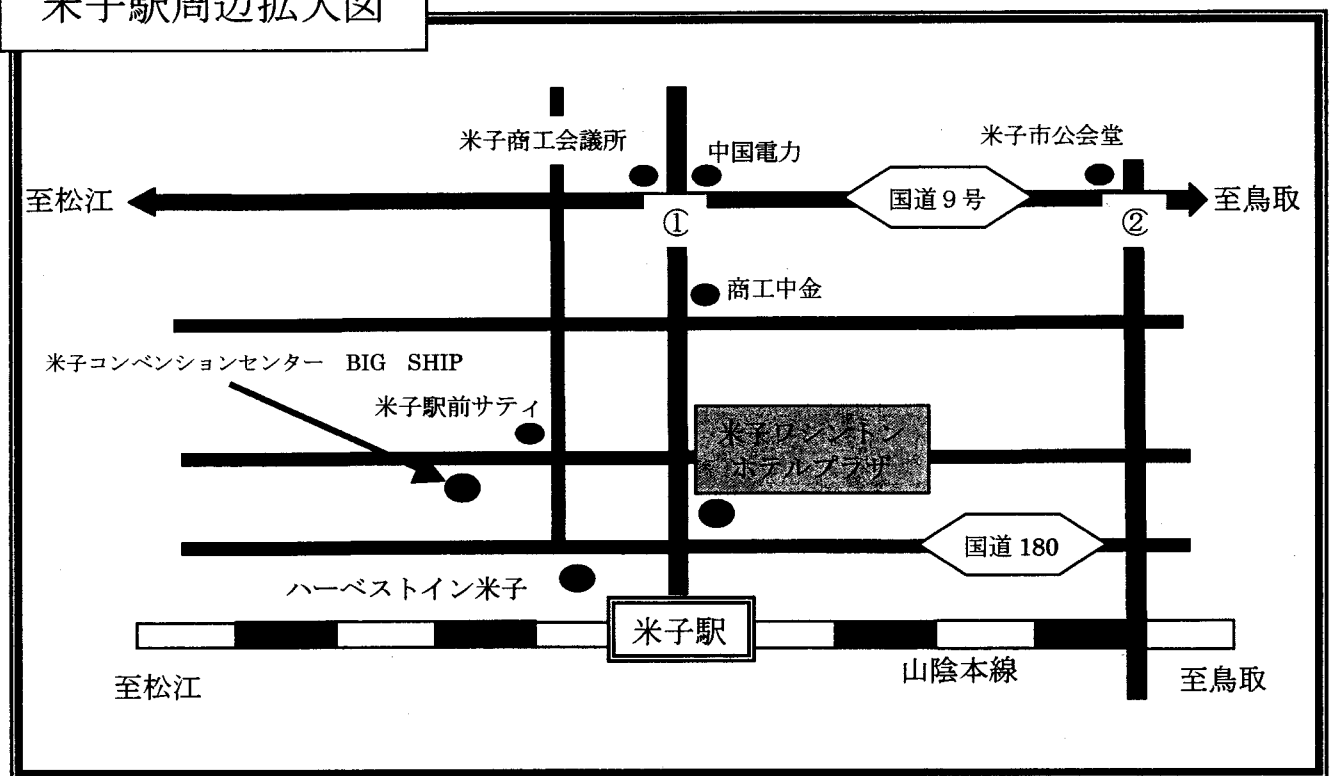 米子駅周辺拡大図
米子商工会議所
中国電力
米子市公会堂
至松江
国道9号
至鳥取
①
②
商工中金
米子コンベンションセンター BIG SHIP
米子駅前サティ
米子ワシントン
ホテルプラザ
国道 180
ハーベストイン米子
米子駅
至松江
山陰本線
至鳥取